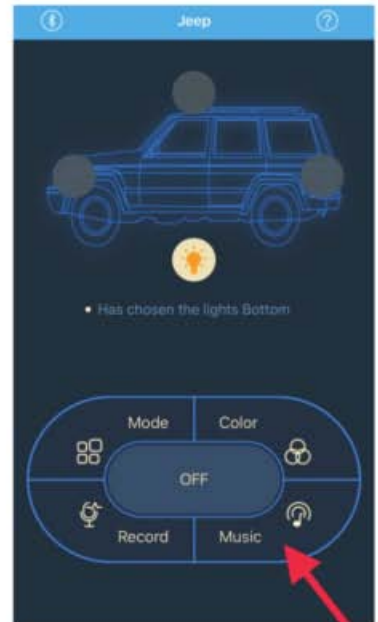 Jeep
?
Has chosen the lights Bottom
Mode
Color
OFF
Record
Music